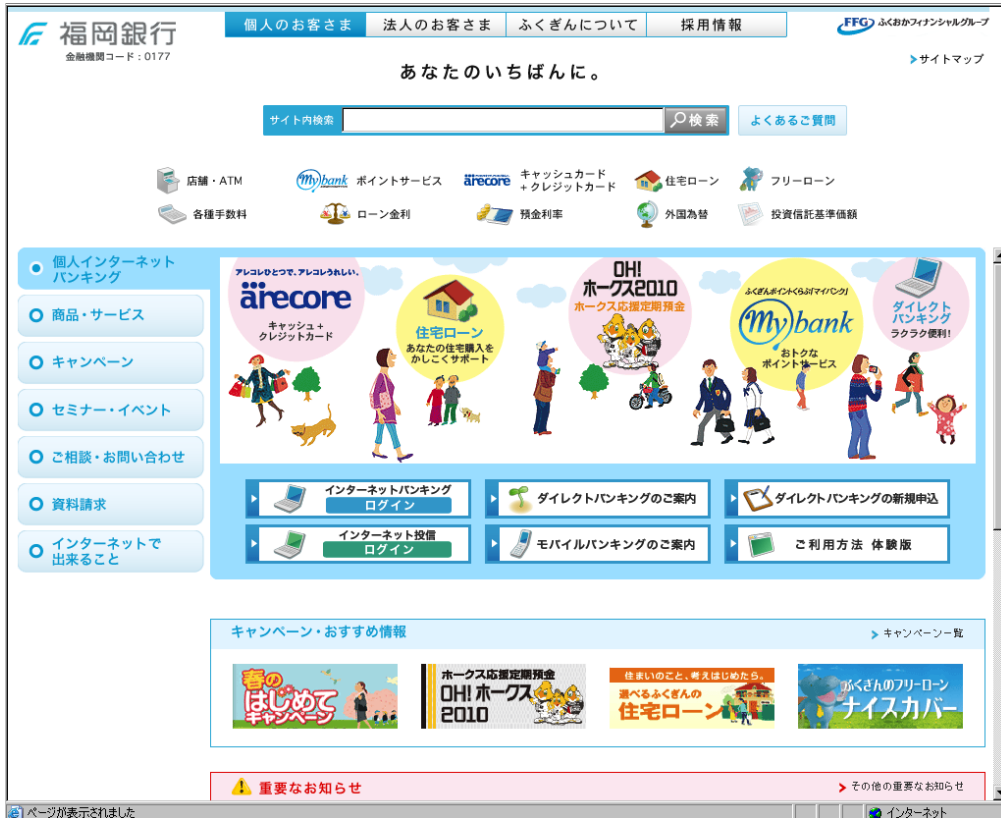 福岡銀行
金融機関コード：0177
個人のお客さま
法人のお客さま
ふくぎんについて
採用情報
FFG ふくおかフィナンシャルグループ
サイトマップ
あなたのいちばんに。
サイト内検索
検索
よくあるご質問
店舗・ATM
Mybank ポイントサービス
arecore キャッシュカード
+クレジットカード
住宅ローン
フリーローン
各種手数料
ローン金利
預金利率
外国為替
投資信託基準価額
個人インターネット
バンキング
商品・サービス
キャンペーン
セミナー・イベント
ご相談・お問い合わせ
資料請求
インターネットで
出来ること
アレコレひとつで、アレコレうれしい。
arecore
キャッシュ+
クレジットカード
住宅ローン
あなたの住宅購入を
かしこくサポート
OH!
ホークス2010
ホークス応援定期預金
ふくぎんポイントくらぶ「マイバンク」
Mybank
おトクな
ポイントサービス
ダイレクト
バンキング
ラクラク便利!
インターネットバンキング
ログイン
ダイレクトバンキングのご案内
ダイレクトバンキングの新規申込
インターネット投信
ログイン
モバイルバンキングのご案内
ご利用方法 体験版
キャンペーン・おすすめ情報
キャンペーン一覧
春の
はじめて
キャンペーン
ホークス応援定期預金
OH! ホークス
2010
住まいのこと、考えはじめたら。
選べるふくぎんの
住宅ローン
ふくぎんのフリーローン
ナイスカバー
重要なお知らせ
その他の重要なお知らせ
ページが表示されました
インターネット